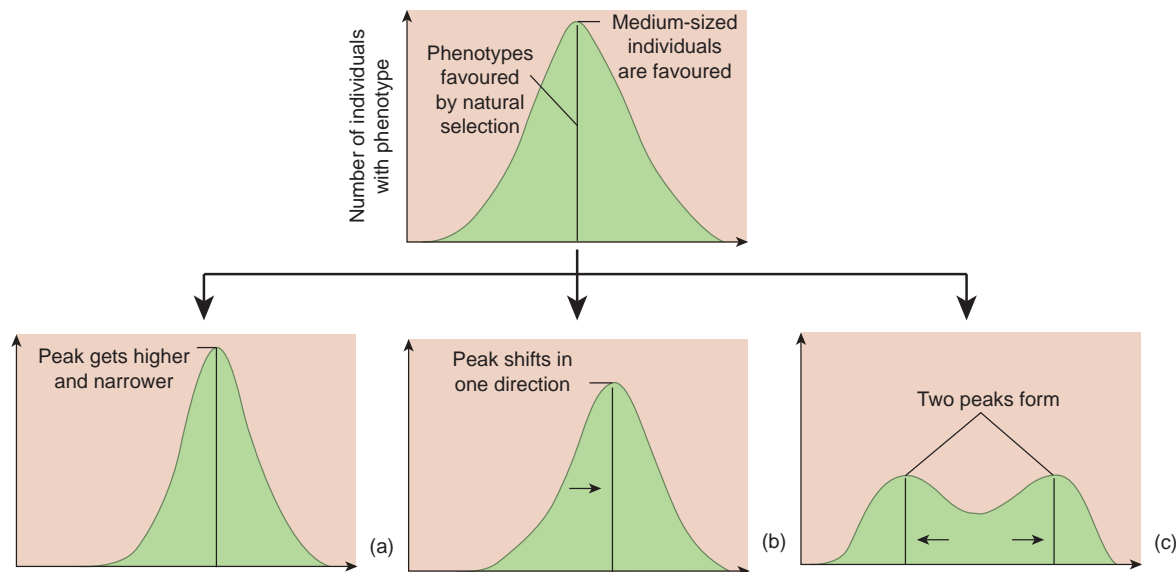 Number of individuals
with phenotype
Phenotypes
favoured
by natural
selection
Medium-sized
individuals
are favoured
Peak gets higher
and narrower
(a)
Peak shifts in
one direction
(b)
Two peaks form
(c)